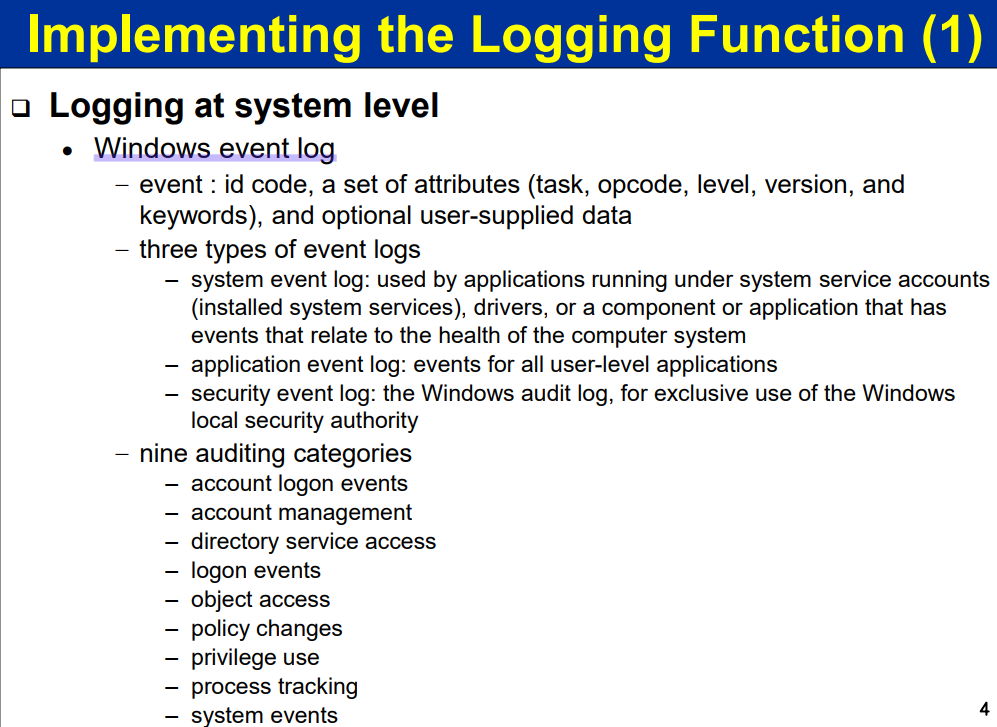 Implementing the Logging Function (1)
❑ Logging at system level
• Windows event log
– event : id code, a set of attributes (task, opcode, level, version, and
keywords), and optional user-supplied data
– three types of event logs
– system event log: used by applications running under system service accounts
(installed system services), drivers, or a component or application that has
events that relate to the health of the computer system
– application event log: events for all user-level applications
– security event log: the Windows audit log, for exclusive use of the Windows
local security authority
– nine auditing categories
– account logon events
– account management
– directory service access
– logon events
– object access
– policy changes
– privilege use
– process tracking
– system events
4